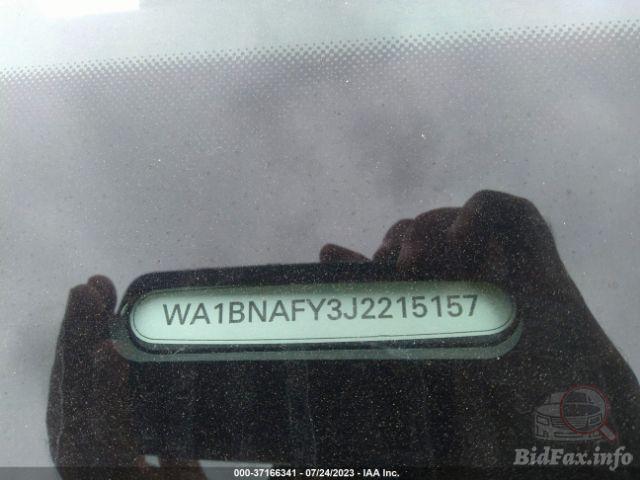 WA1BNAFY3J2215157
BidFax.info
000-37166341 - 07/24/2023 - IAA Inc.